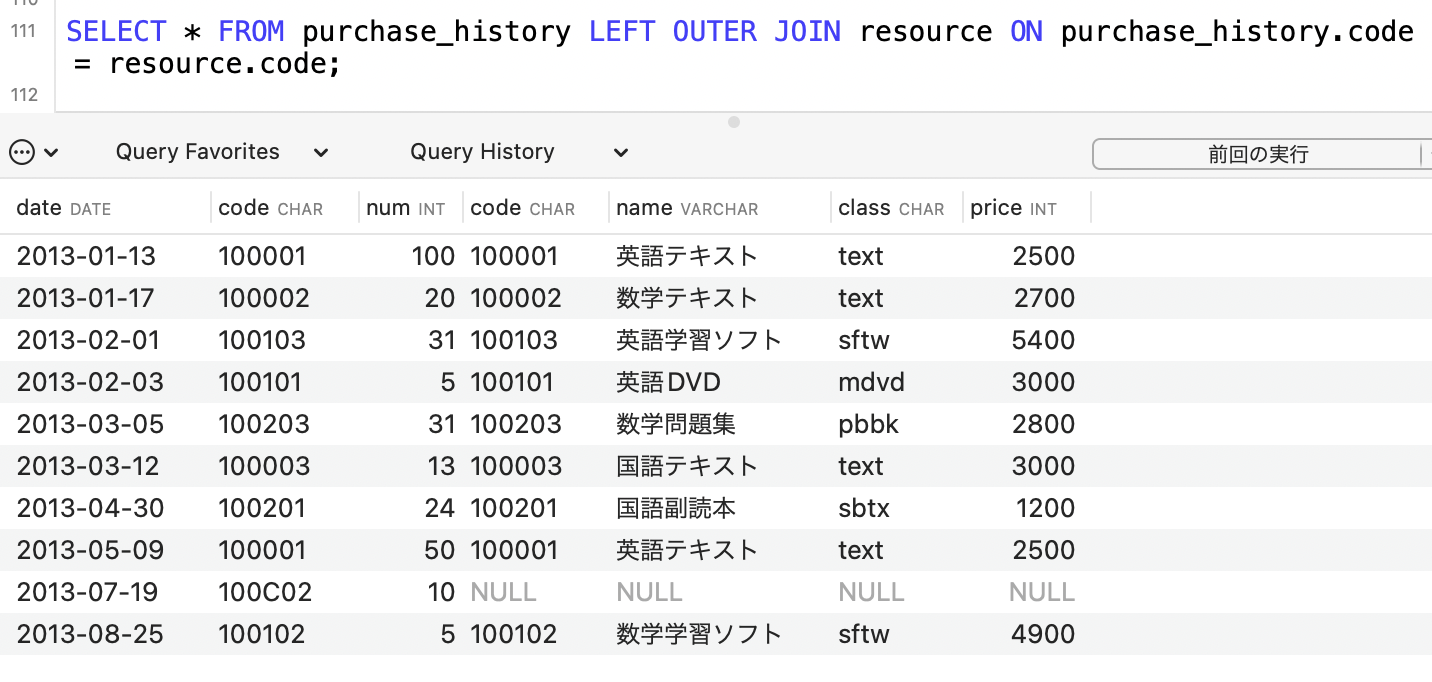 110
111 SELECT * FROM purchase_history LEFT OUTER JOIN resource ON purchase_history.code
= resource.code;
112
Query Favorites Query History 前回の実行
date DATE code CHAR num INT code CHAR name VARCHAR class CHAR price INT
2013-01-13 100001 100 100001 英語テキスト text 2500
2013-01-17 100002 20 100002 数学テキスト text 2700
2013-02-01 100103 31 100103 英語学習ソフト sftw 5400
2013-02-03 100101 5 100101 英語DVD mdvd 3000
2013-03-05 100203 31 100203 数学問題集 pbbk 2800
2013-03-12 100003 13 100003 国語テキスト text 3000
2013-04-30 100201 24 100201 国語副読本 sbtx 1200
2013-05-09 100001 50 100001 英語テキスト text 2500
2013-07-19 100C02 10 NULL NULL NULL NULL
2013-08-25 100102 5 100102 数学学習ソフト sftw 4900